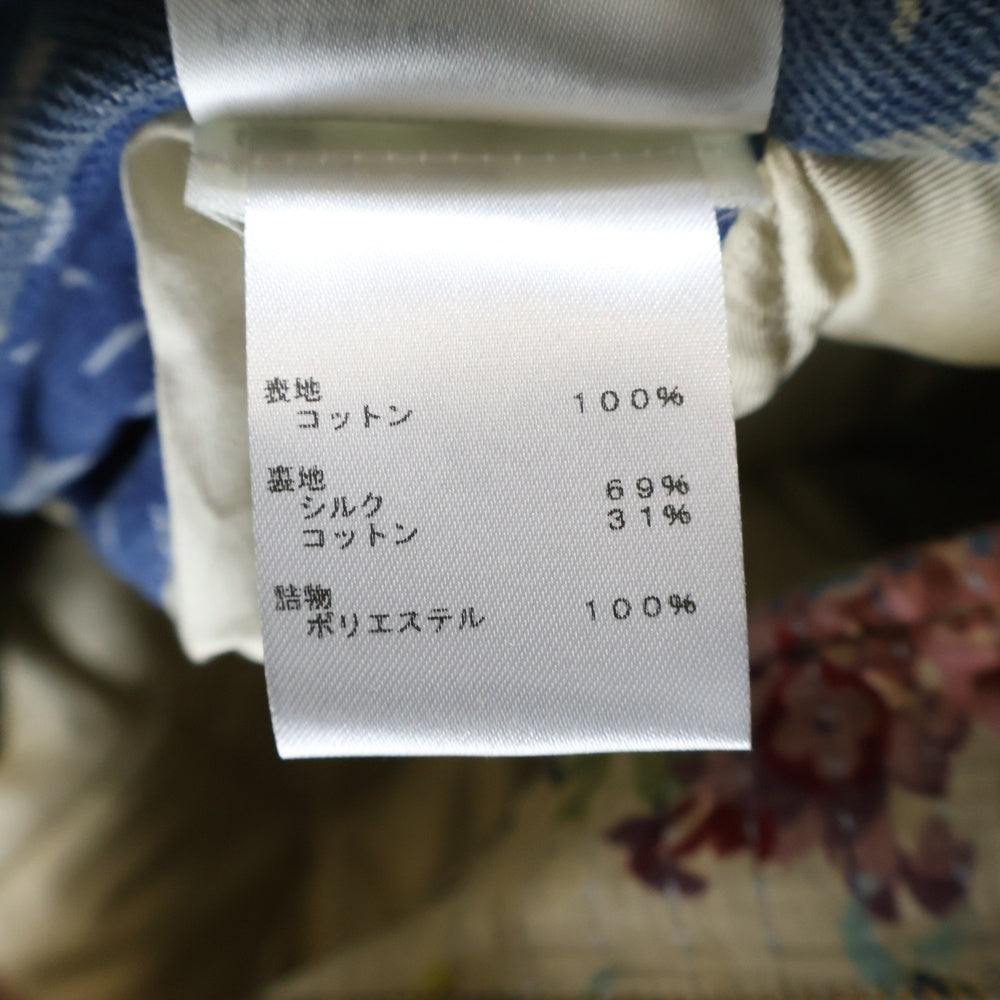 表地
コットン １００％
裏地
シルク ６９％
コットン ３１％
詰物
ポリエステル １００％